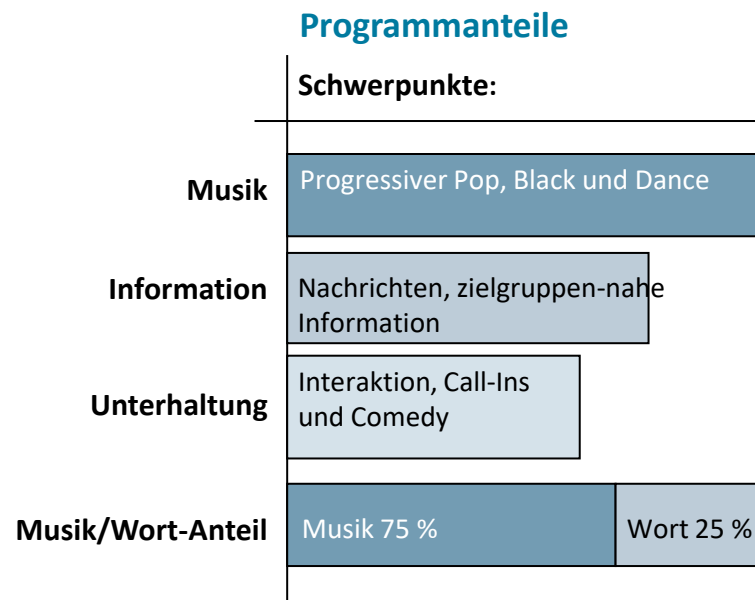 Programmanteile
Schwerpunkte:
Musik
Progressiver Pop, Black und Dance
Information
Nachrichten, zielgruppen-nahe
Information
Unterhaltung
Interaktion, Call-Ins
und Comedy
Musik/Wort-Anteil
Musik 75 %
Wort 25 %